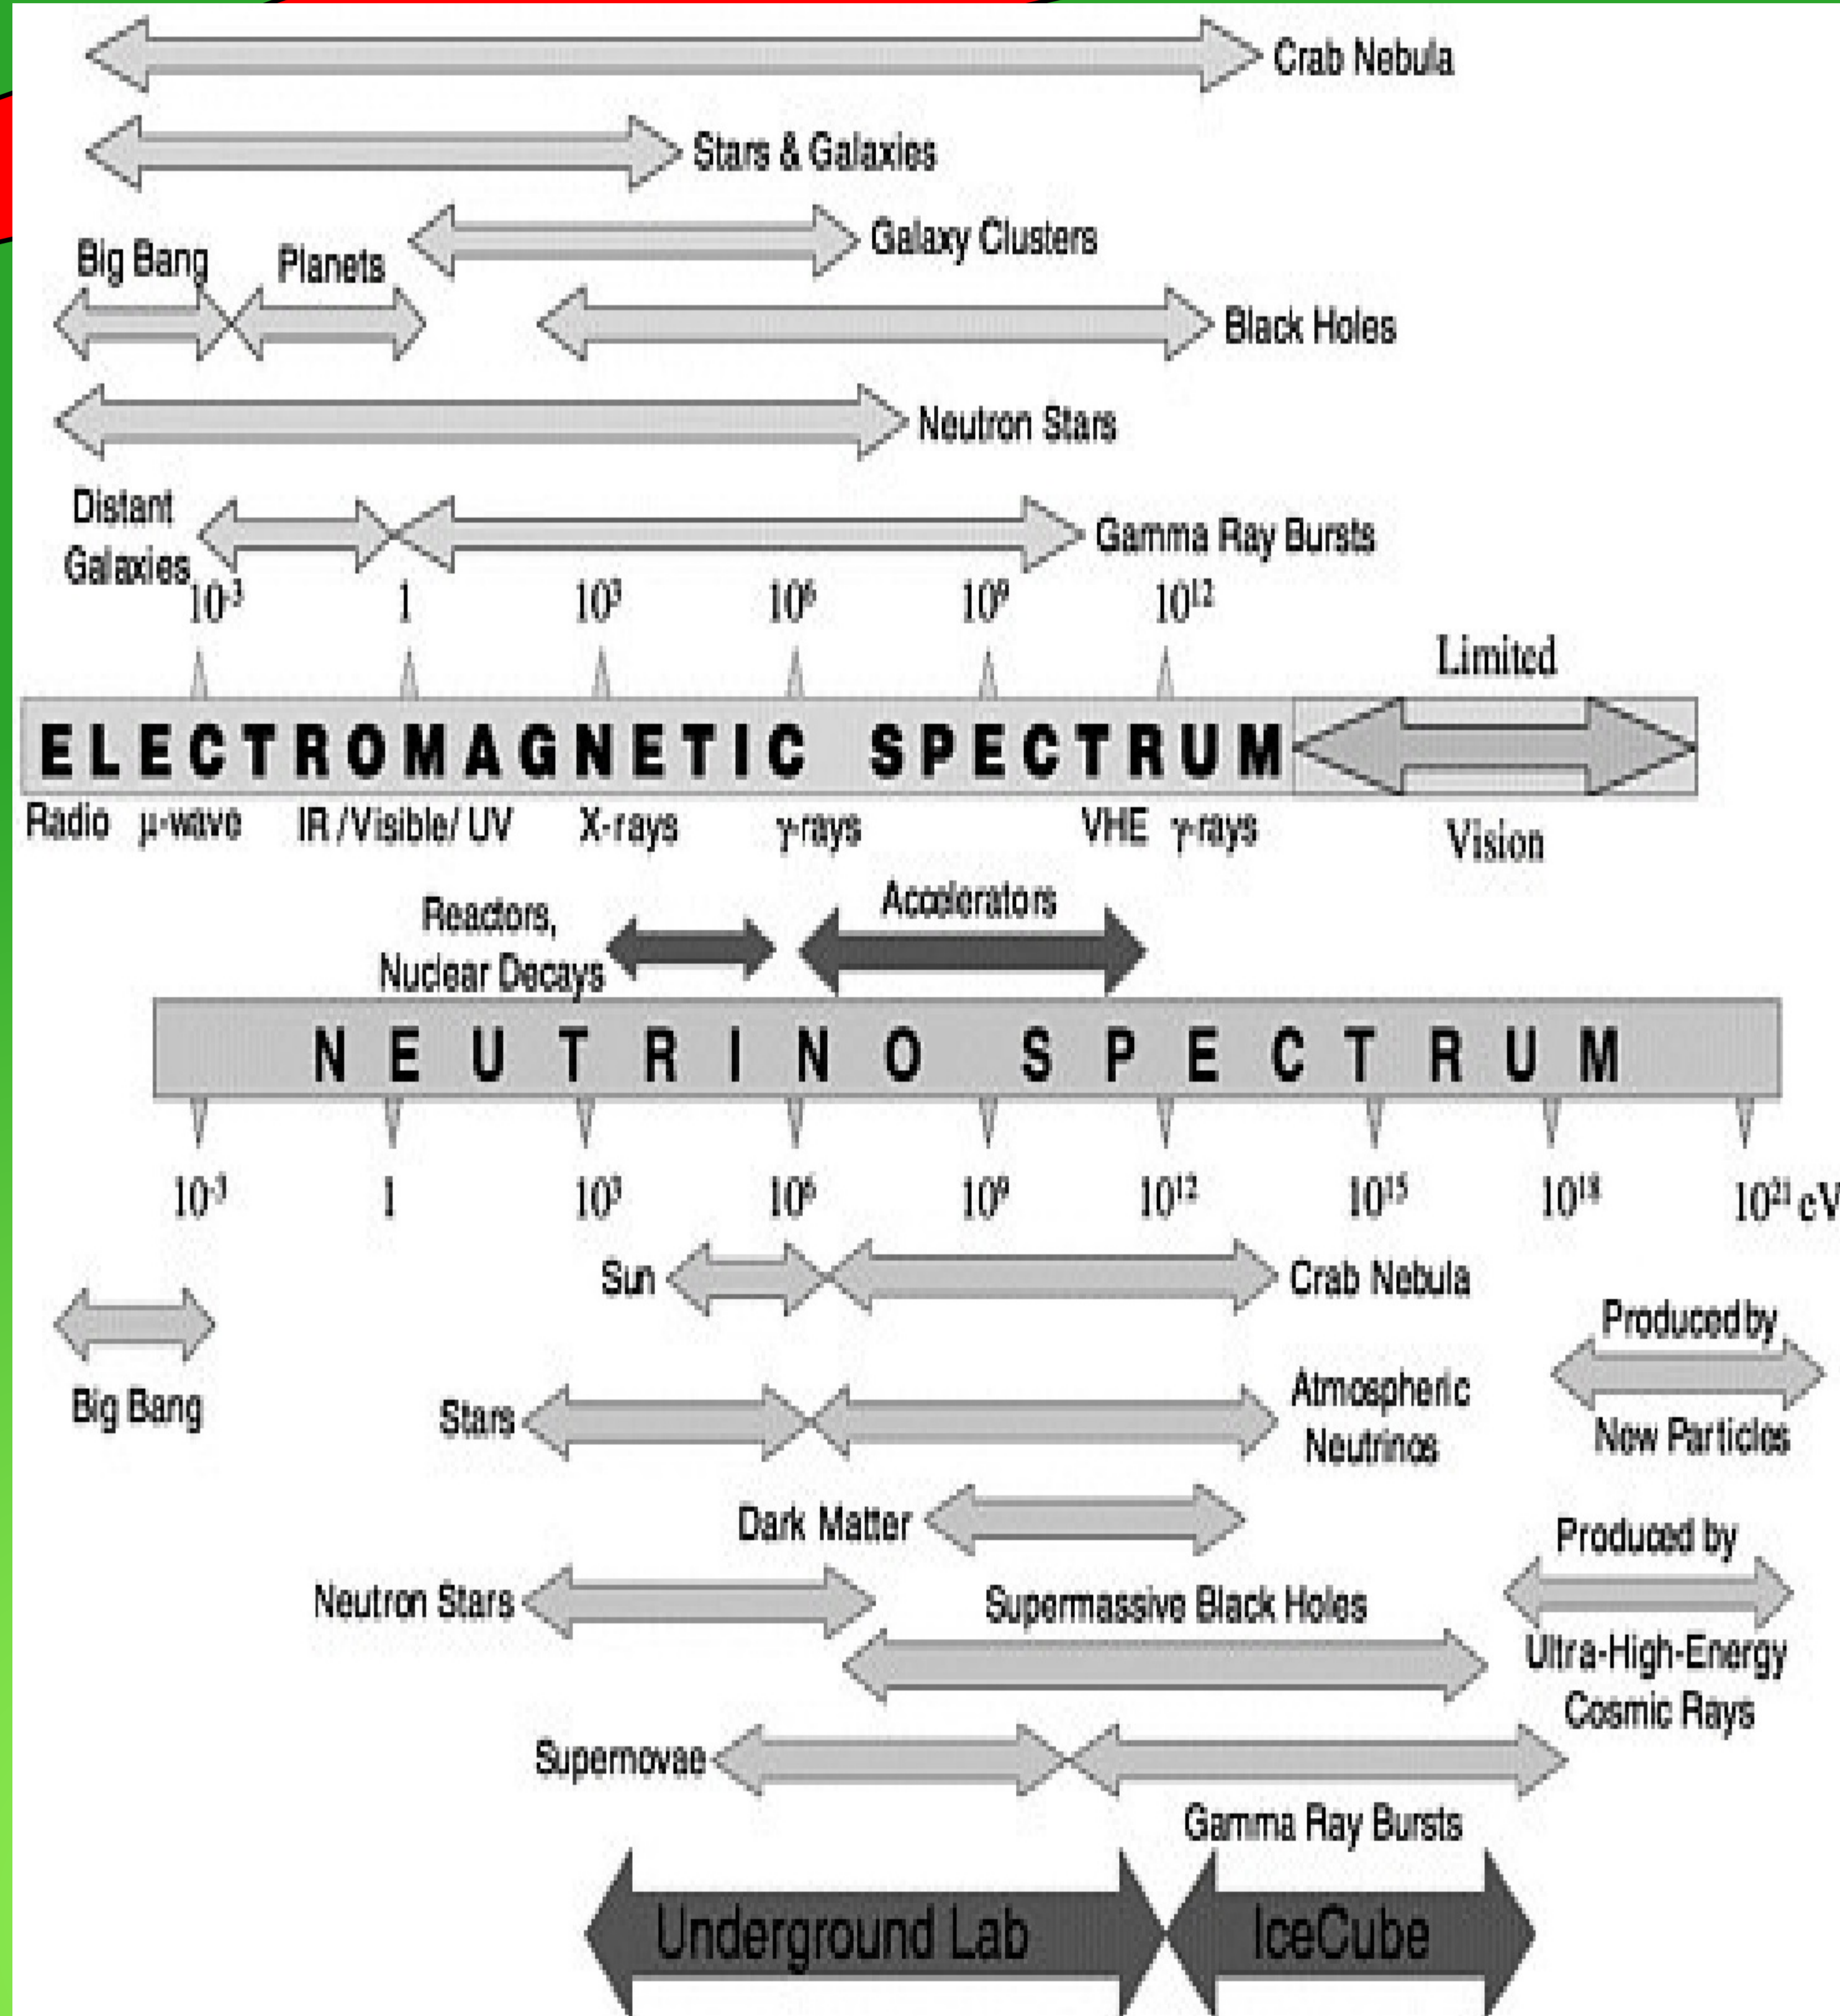 Crab Nebula
Stars & Galaxies
Galaxy Clusters
Big Bang Planets
Black Holes
Neutron Stars
Distant
Galaxies
Gamma Ray Bursts
10⁻³ 1 10³ 10⁶ 10⁹ 10¹²
Limited
ELECTROMAGNETIC SPECTRUM
Radio μ-wave IR /Visible/ UV X-rays γ-rays VHE γ-rays
Vision
Reactors,
Nuclear Decays
Accelerators
NEUTRINO SPECTRUM
10⁻³ 1 10³ 10⁶ 10⁹ 10¹² 10¹⁵ 10¹⁸ 10²¹ eV
Sun
Crab Nebula
Big Bang
Produced by
New Particles
Stars
Atmospheric
Neutrinos
Dark Matter
Produced by
Ultra-High-Energy
Cosmic Rays
Neutron Stars
Supermassive Black Holes
Supernovae
Gamma Ray Bursts
Underground Lab
IceCube